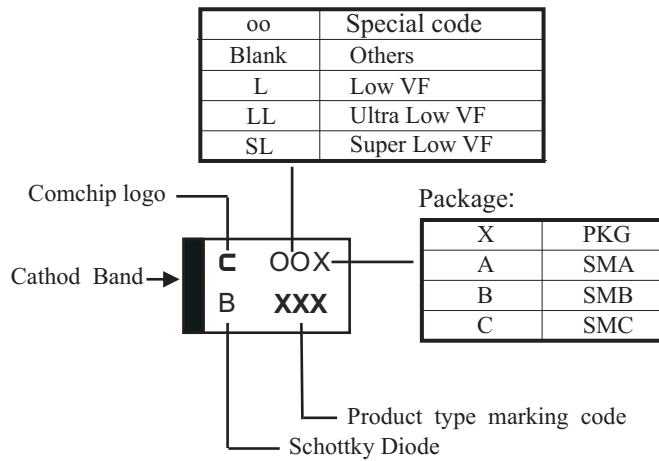 oo Special code
Blank Others
L Low VF
LL Ultra Low VF
SL Super Low VF
Comchip logo
Package:
X PKG
A SMA
B SMB
C SMC
Cathod Band
C OOX
B XXX
Product type marking code
Schottky Diode